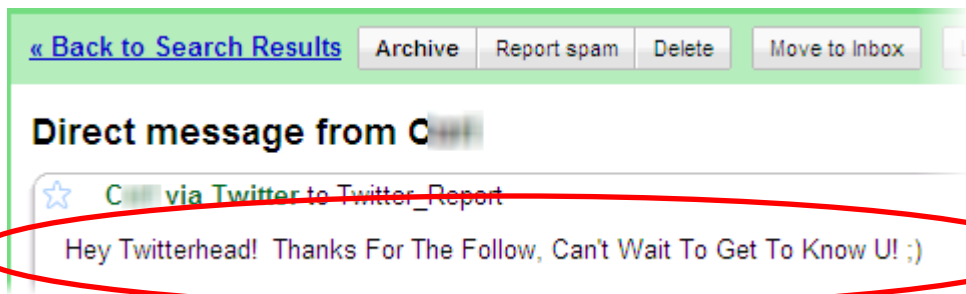 « Back to Search Results Archive Report spam Delete Move to Inbox
Direct message from C
C via Twitter to Twitter_Report
Hey Twitterhead! Thanks For The Follow, Can't Wait To Get To Know U! ;)